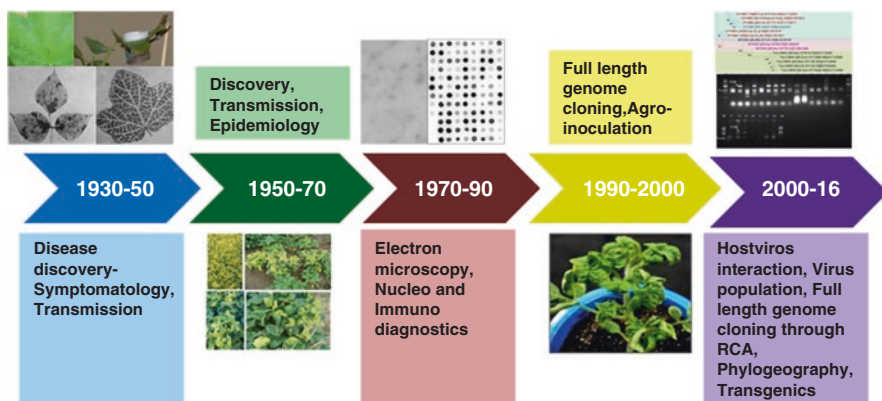 Discovery,
Transmission,
Epidemiology
Full length
genome
cloning,Agro-
inoculation
1930-50
1950-70
1970-90
1990-2000
2000-16
Disease
discovery-
Symptomatology,
Transmission
Electron
microscopy,
Nucleo and
Immuno
diagnostics
Hostviros
interaction, Virus
population, Full
length genome
cloning through
RCA,
Phylogeography,
Transgenics